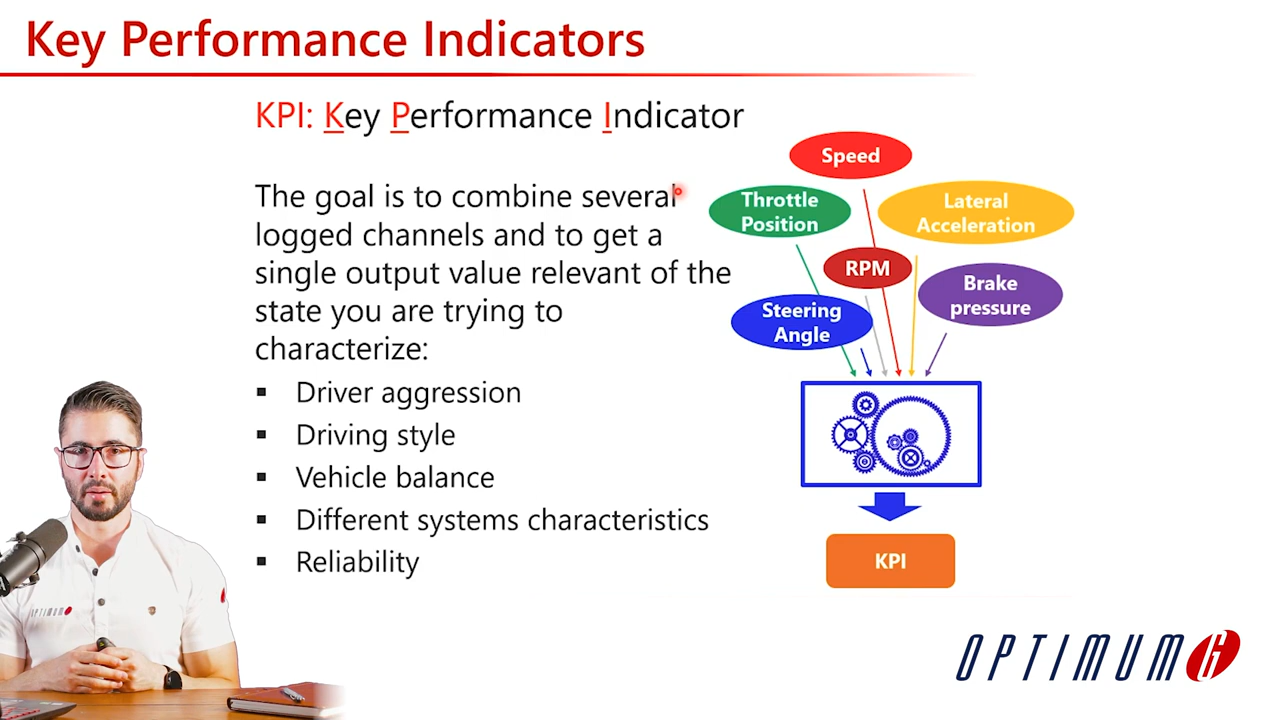 Key Performance Indicators
KPI: Key Performance Indicator
The goal is to combine several
logged channels and to get a
single output value relevant of the
state you are trying to
characterize:
▪ Driver aggression
▪ Driving style
▪ Vehicle balance
▪ Different systems characteristics
▪ Reliability
Speed
Throttle
Position
Lateral
Acceleration
RPM
Brake
pressure
Steering
Angle
KPI
OPTIMUM
OPTIMUM G